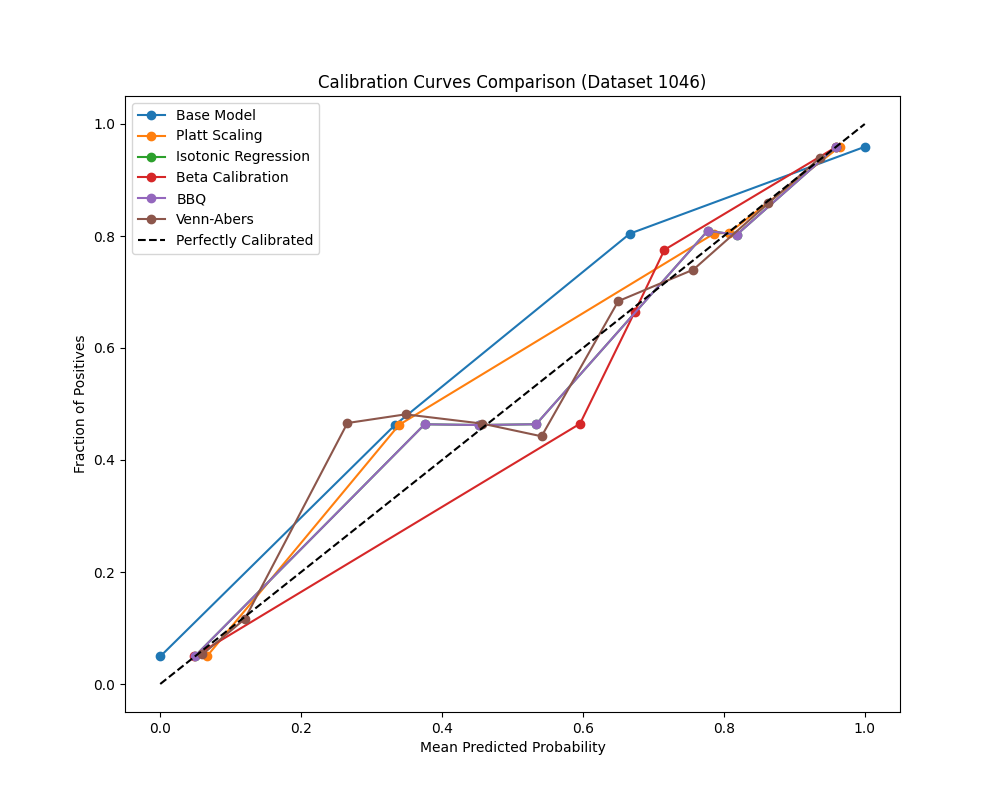 Calibration Curves Comparison (Dataset 1046)
Base Model
Platt Scaling
Isotonic Regression
Beta Calibration
BBQ
Venn-Abers
Perfectly Calibrated
1.0
0.8
0.6
0.4
0.2
0.0
Fraction of Positives
0.0 0.2 0.4 0.6 0.8 1.0
Mean Predicted Probability